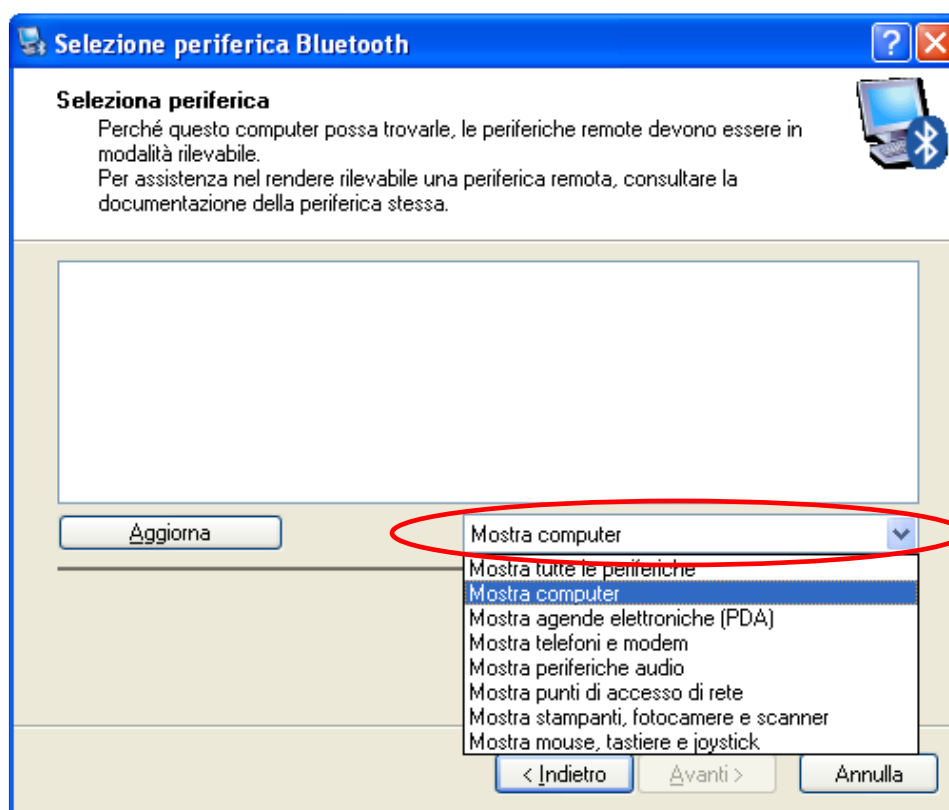 Selezione periferica Bluetooth
Seleziona periferica
Perché questo computer possa trovarle, le periferiche remote devono essere in
modalità rilevabile.
Per assistenza nel rendere rilevabile una periferica remota, consultare la
documentazione della periferica stessa.
Aggiorna
Mostra computer
Mostra tutte le periferiche
Mostra computer
Mostra agende elettroniche (PDA)
Mostra telefoni e modem
Mostra periferiche audio
Mostra punti di accesso di rete
Mostra stampanti, fotocamere e scanner
Mostra mouse, tastiere e joystick
< Indietro
Avanti >
Annulla